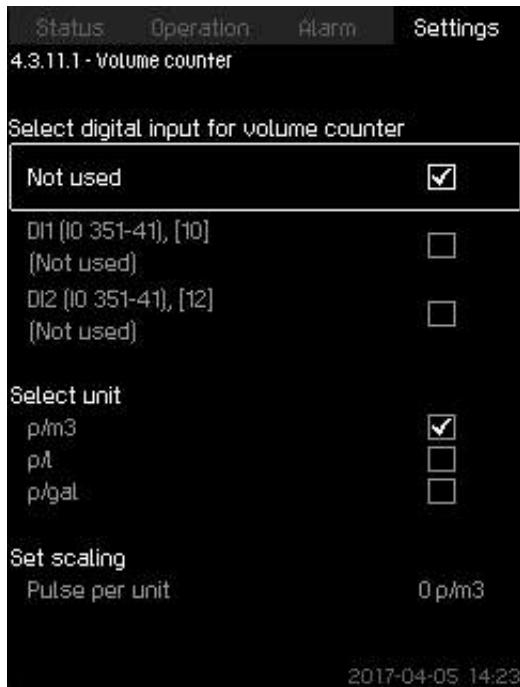 Status Operation Alarm Settings
4.3.11.1 - Volume counter
Select digital input for volume counter
Not used
DI1 (IO 351-41), [10]
(Not used)
DI2 (IO 351-41), [12]
(Not used)
Select unit
p/m3
p/l
p/gal
Set scaling
Pulse per unit 0 p/m3
2017-04-05 14:23